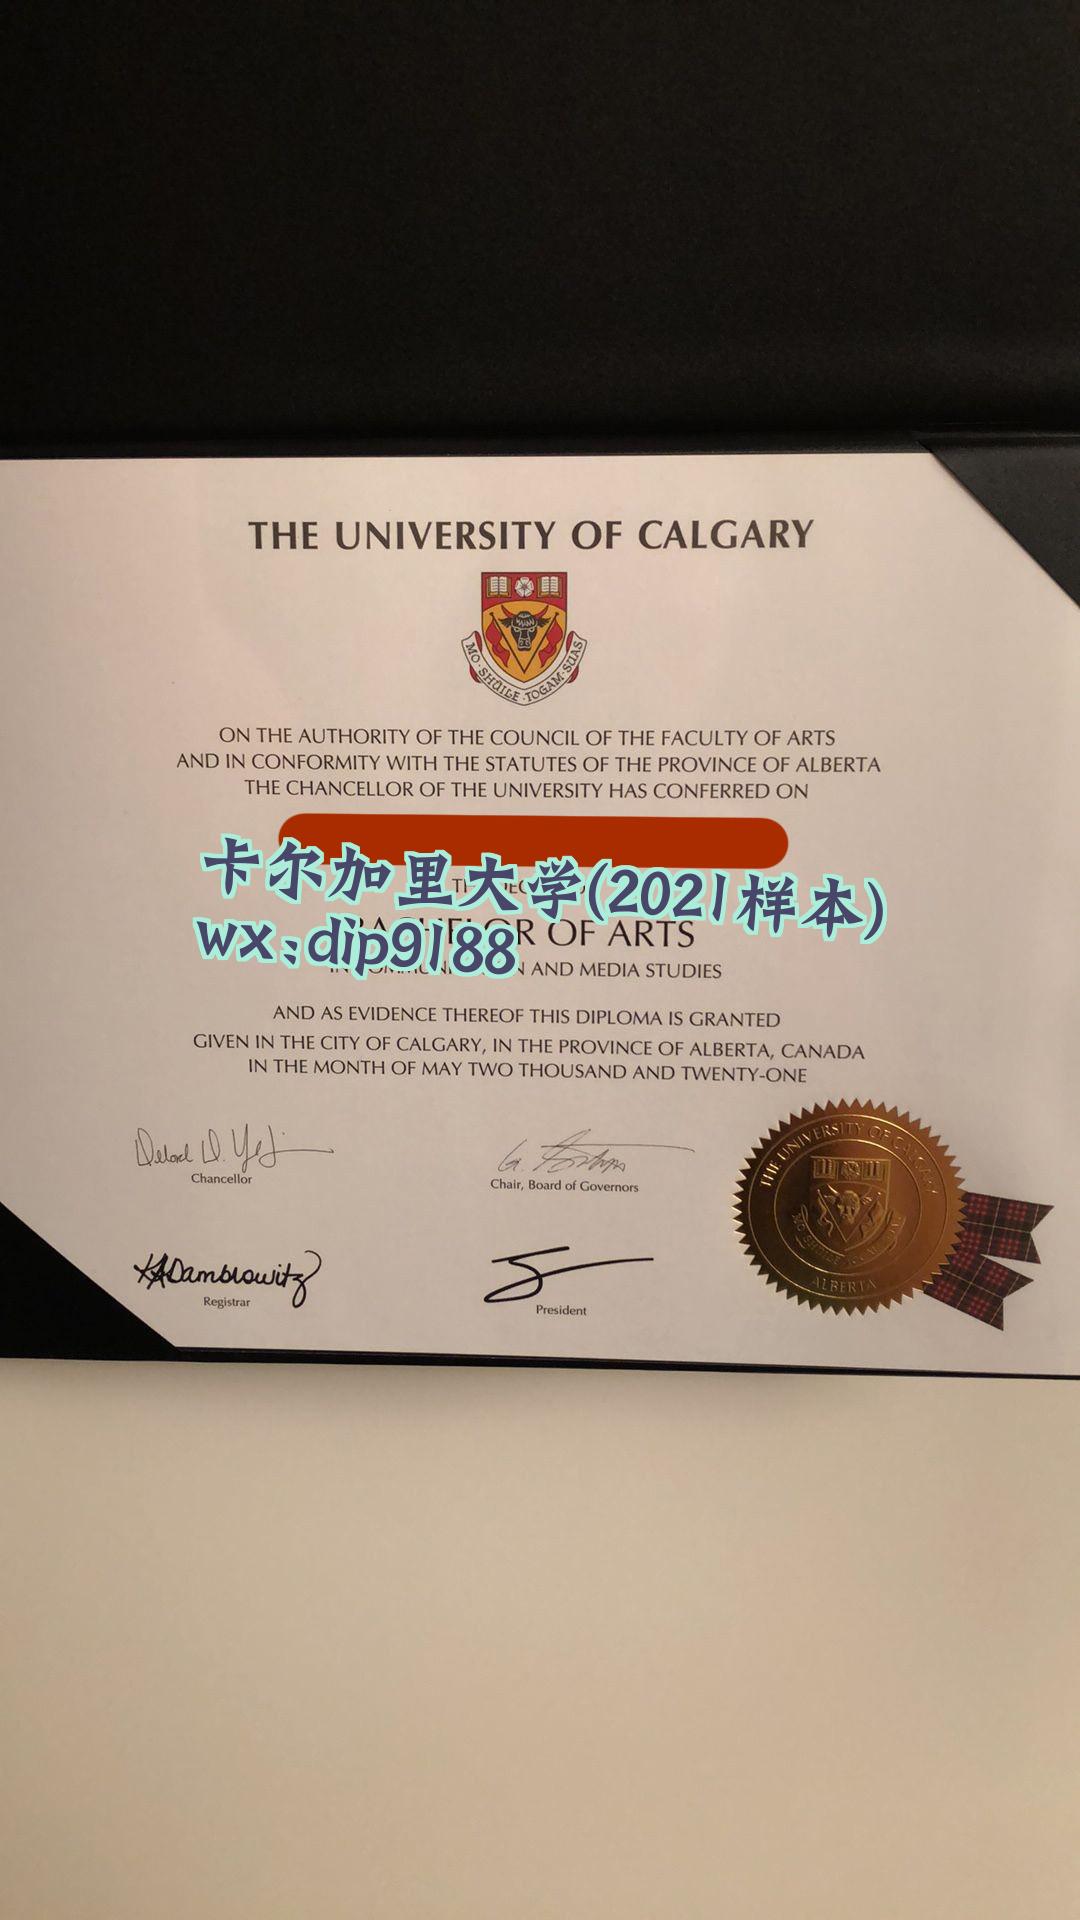 THE UNIVERSITY OF CALGARY
MO·SHÙILE·TOGAM·SUAS
ON THE AUTHORITY OF THE COUNCIL OF THE FACULTY OF ARTS
AND IN CONFORMITY WITH THE STATUTES OF THE PROVINCE OF ALBERTA
THE CHANCELLOR OF THE UNIVERSITY HAS CONFERRED ON
卡尔加里大学(2021样本)
wx:dip9188
OF ARTS
AND MEDIA STUDIES
AND AS EVIDENCE THEREOF THIS DIPLOMA IS GRANTED
GIVEN IN THE CITY OF CALGARY, IN THE PROVINCE OF ALBERTA, CANADA
IN THE MONTH OF MAY TWO THOUSAND AND TWENTY-ONE
Chancellor
Chair, Board of Governors
THE UNIVERSITY OF CALGARY
ALBERTA
KADambrowitz
Registrar
President